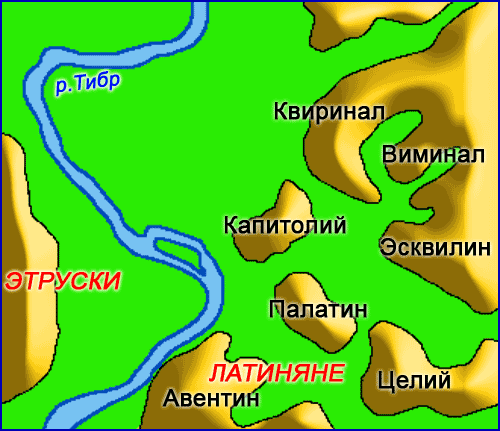 р.Тибр
Квиринал
Виминал
Капитолий
Эсквилин
ЭТРУСКИ
Палатин
ЛАТИНЯНЕ
Целий
Авентин